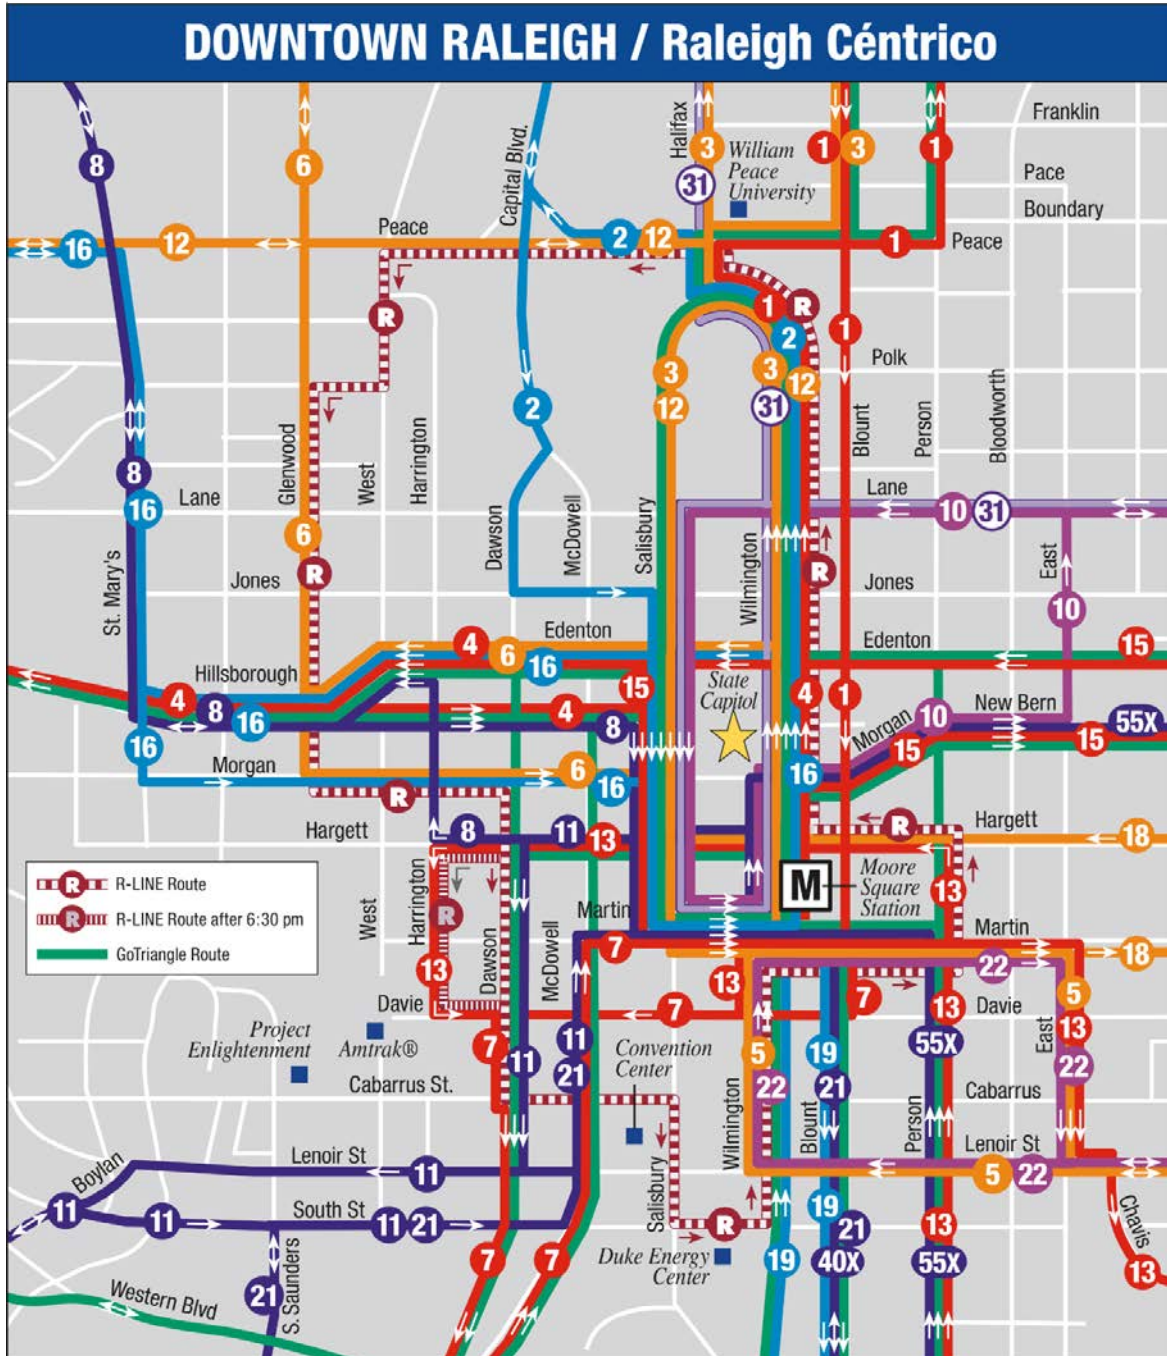 DOWNTOWN RALEIGH / Raleigh Céntrico
Halifax
Franklin
8
6
3
William
Peace
University
1
3
1
Capital Blvd.
31
Pace
Boundary
Peace
16
12
2
12
1
Peace
R
1
R
2
1
Polk
3
3
12
12
31
2
Blount
Person
Bloodworth
Glenwood
West
Harrington
8
16
Lane
Lane
10
31
Dawson
McDowell
Salisbury
Wilmington
6
R
R
St. Mary's
Jones
Jones
East
10
Edenton
4
6
16
Edenton
15
Hillsborough
4
8
16
4
8
15
State
Capitol
4
1
Morgan
10
New Bern
55X
15
15
16
Morgan
6
16
16
R
R
Hargett
8
11
13
Hargett
18
R
R-LINE Route
R
R-LINE Route after 6:30 pm
GoTriangle Route
Harrington
West
R
Dawson
McDowell
Martin
M
Moore
Square
Station
13
Martin
7
18
13
13
22
5
Davie
7
7
13
Davie
East
13
Project
Enlightenment
Amtrak®
7
11
11
21
Convention
Center
5
22
19
21
55X
22
Cabarrus St.
Cabarrus
Wilmington
Blount
Person
Lenoir St
11
Lenoir St
5
22
Boylan
11
11
South St
11
21
Salisbury
R
19
21
13
Chavis
7
7
Duke Energy
Center
19
40X
55X
13
Western Blvd
21
S. Saunders